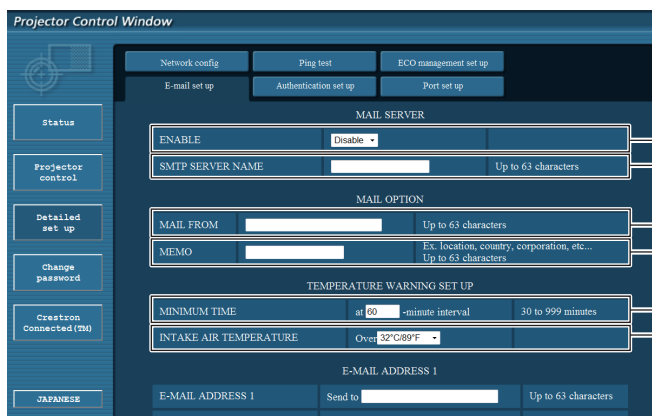 Projector Control Window
Network config
Ping test
ECO management set up
E-mail set up
Authentication set up
Port set up
Status
Projector
control
Detailed
set up
Change
password
Crestron
Connected(TM)
JAPANESE
MAIL SERVER
ENABLE Disable
SMTP SERVER NAME Up to 63 characters
MAIL OPTION
MAIL FROM Up to 63 characters
MEMO Ex. location, country, corporation, etc...
Up to 63 characters
TEMPERATURE WARNING SET UP
MINIMUM TIME at 60 -minute interval 30 to 999 minutes
INTAKE AIR TEMPERATURE Over 32°C/89°F
E-MAIL ADDRESS 1
E-MAIL ADDRESS 1 Send to Up to 63 characters